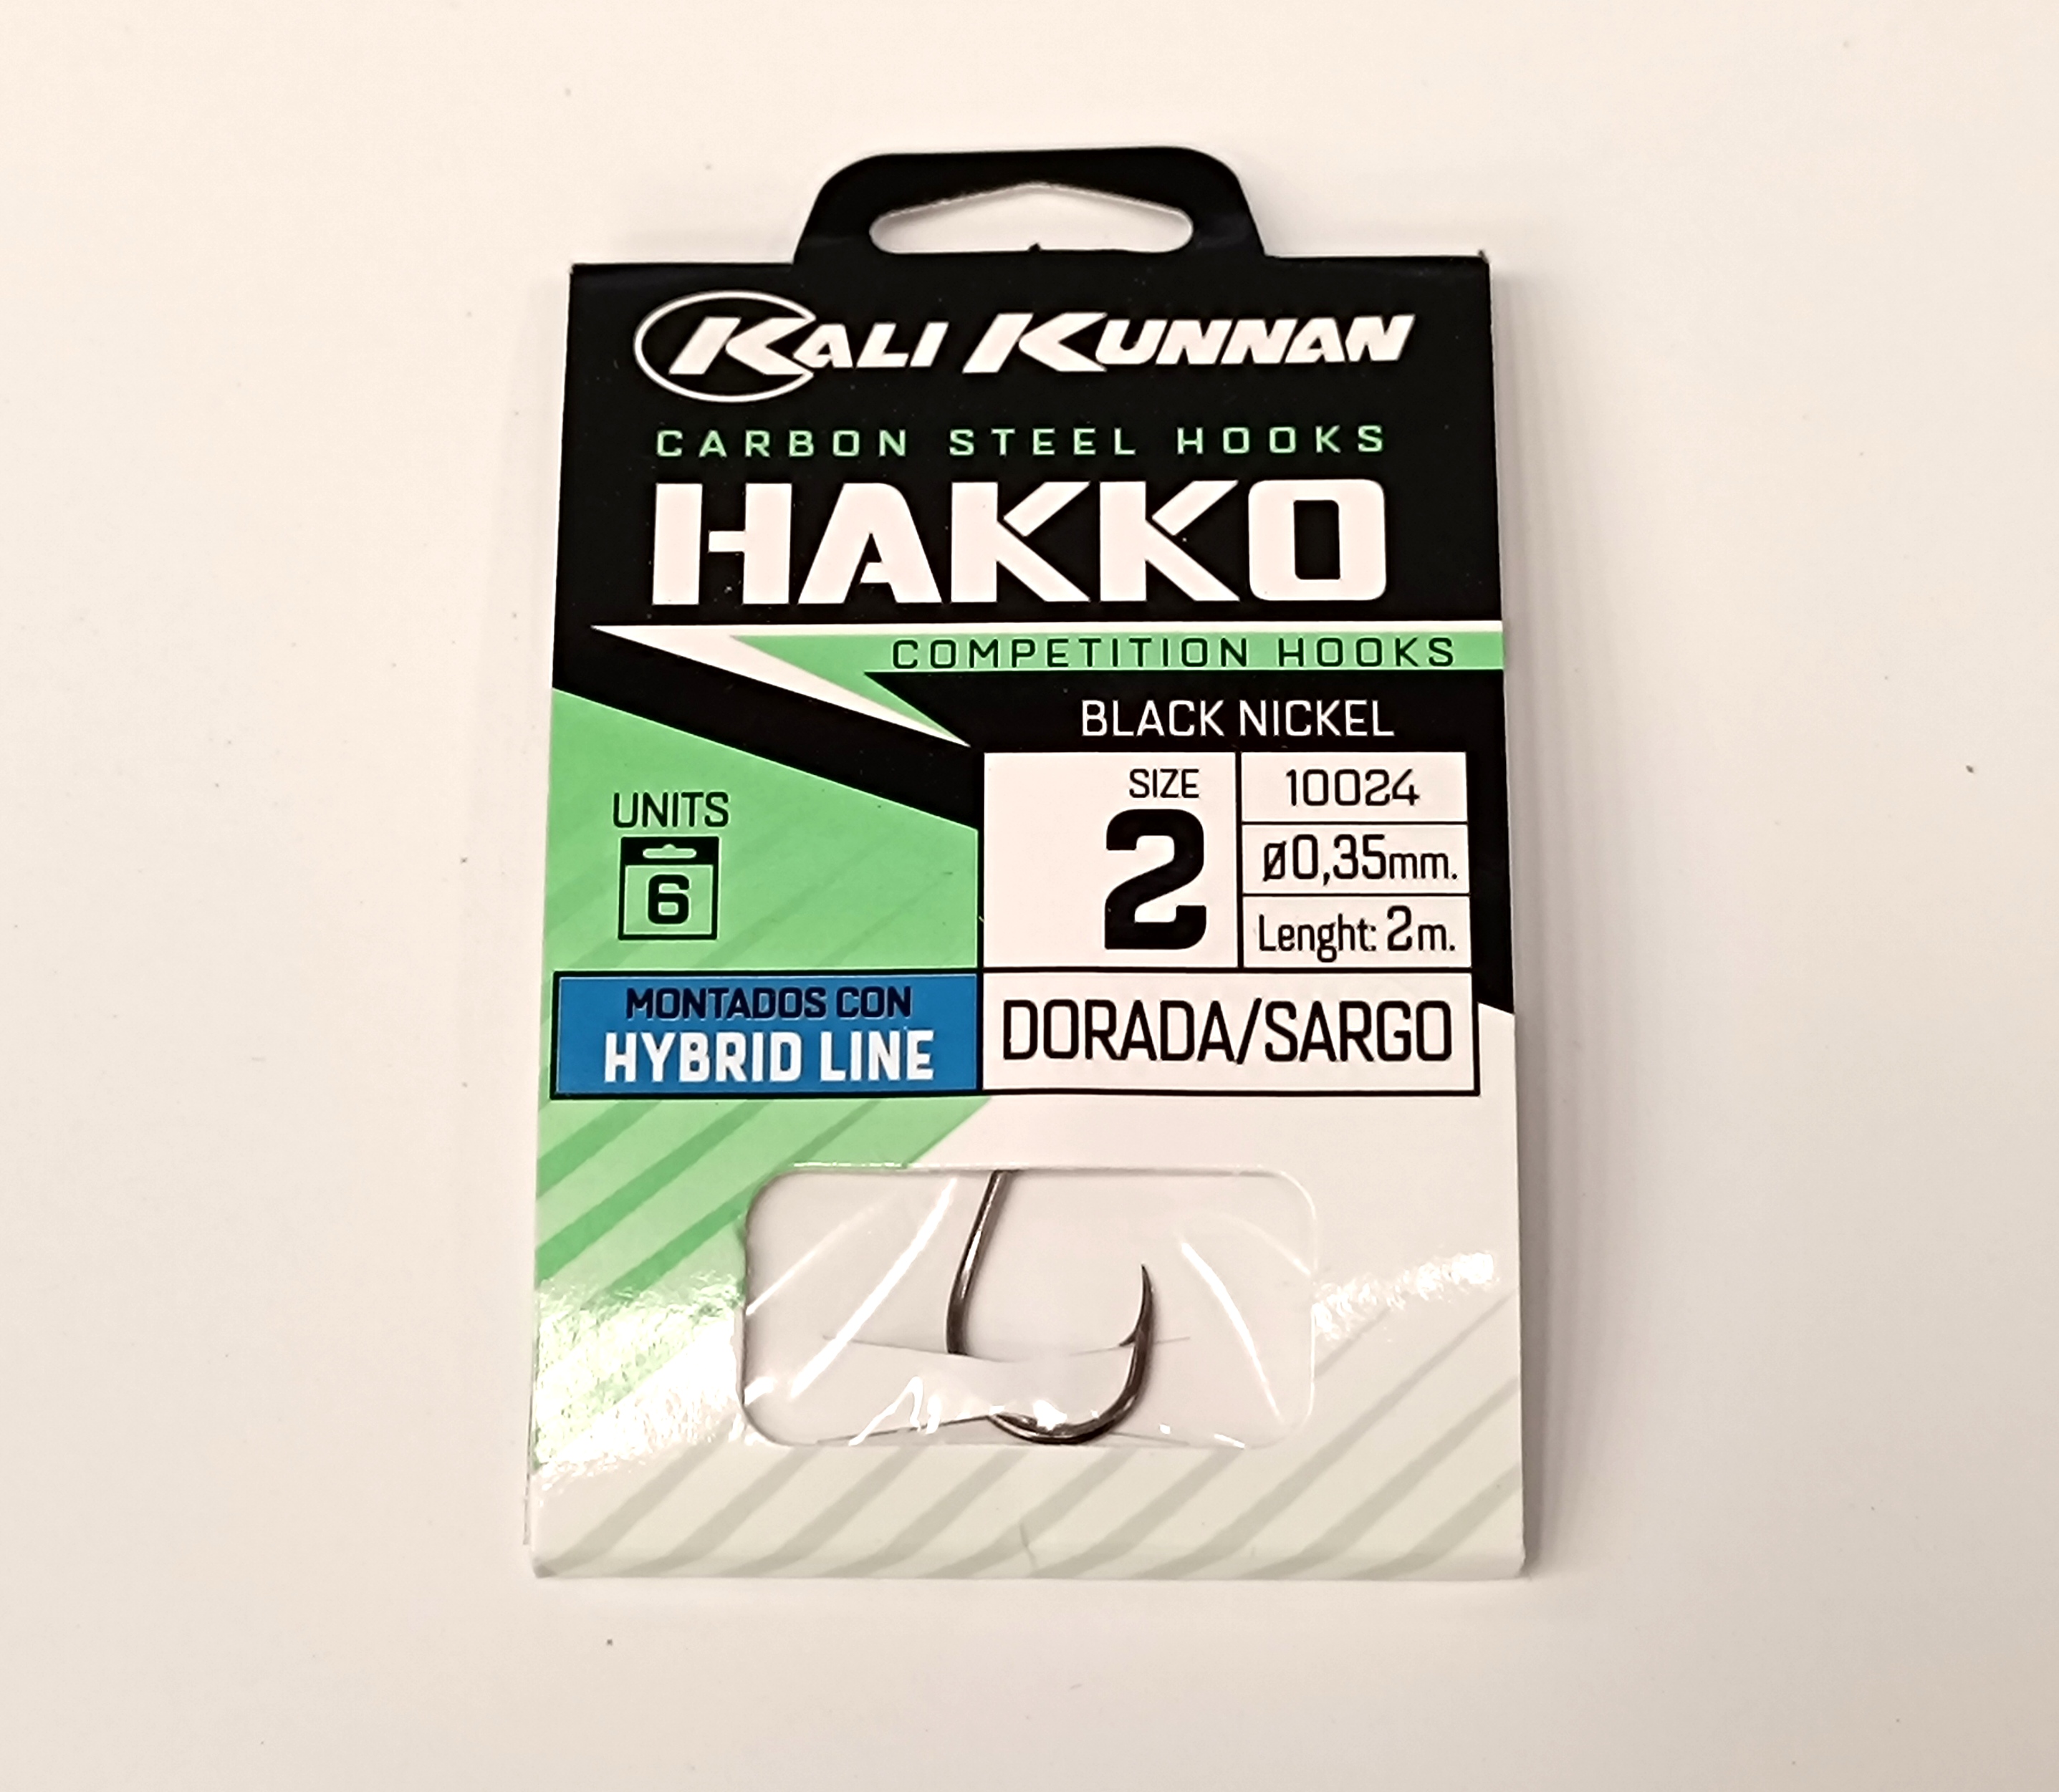 KALI KUNNAN
CARBON STEEL HOOKS
HAKKO
COMPETITION HOOKS
BLACK NICKEL
UNITS
6
SIZE
2
10024
Ø0,35mm.
Lenght: 2m.
MONTADOS CON
HYBRID LINE
DORADA/SARGO